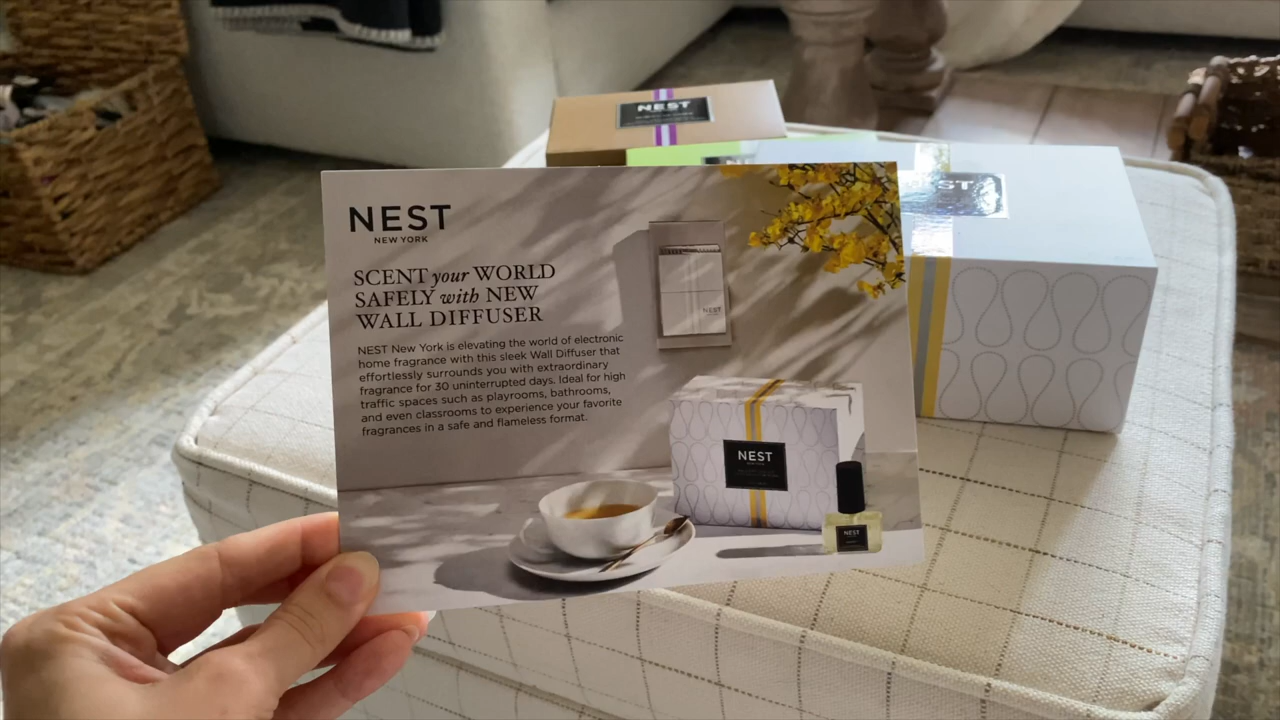 NEST
NEST
NEST
NEW YORK
SCENT your WORLD
SAFELY with NEW
WALL DIFFUSER
NEST New York is elevating the world of electronic
home fragrance with this sleek Wall Diffuser that
effortlessly surrounds you with extraordinary
fragrance for 30 uninterrupted days. Ideal for high
traffic spaces such as playrooms, bathrooms,
and even classrooms to experience your favorite
fragrances in a safe and flameless format.
NEST
NEST
NEW YORK
NEST